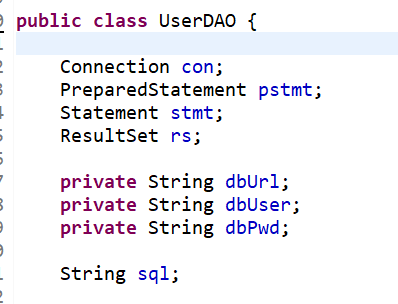 public class UserDAO {
Connection con;
PreparedStatement pstmt;
Statement stmt;
ResultSet rs;
private String dbUrl;
private String dbUser;
private String dbPwd;
String sql;